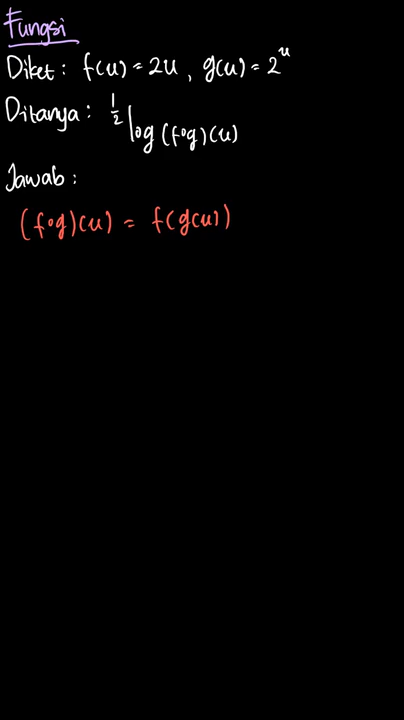 Fungsi
Diket : f(u) = 2u , g(u) = 2^u
Ditanya : ½log (f∘g)(u)
Jawab :
(f∘g)(u) = f(g(u))